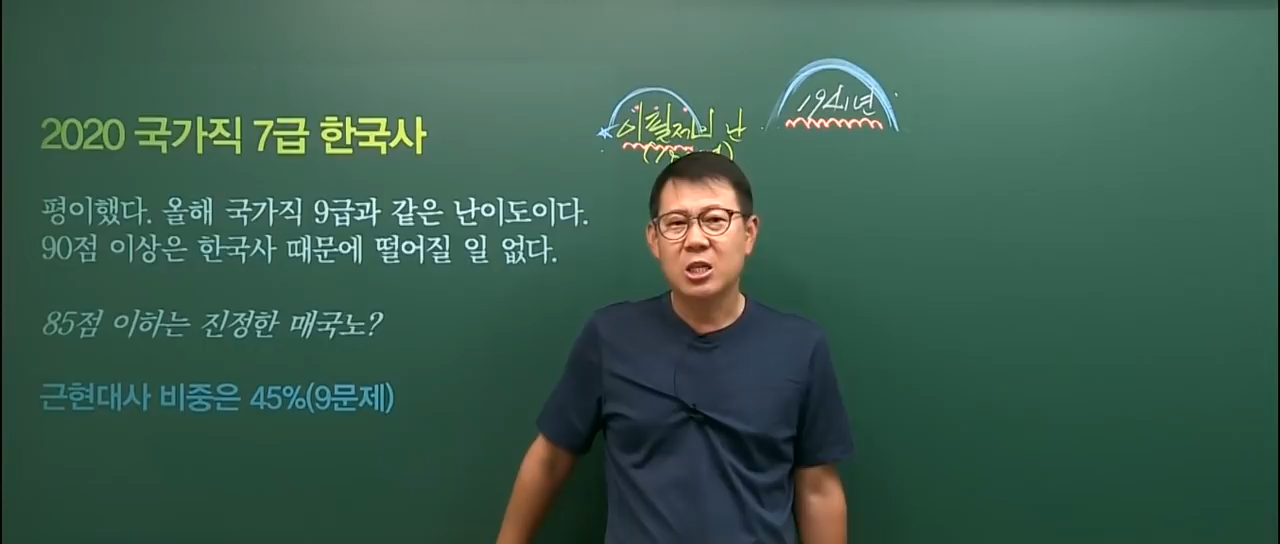 2020 국가직 7급 한국사
평이했다. 올해 국가직 9급과 같은 난이도이다.
90점 이상은 한국사 때문에 떨어질 일 없다.
85점 이하는 진정한 매국노?
근현대사 비중은 45%(9문제)
이필제의 난
1941년